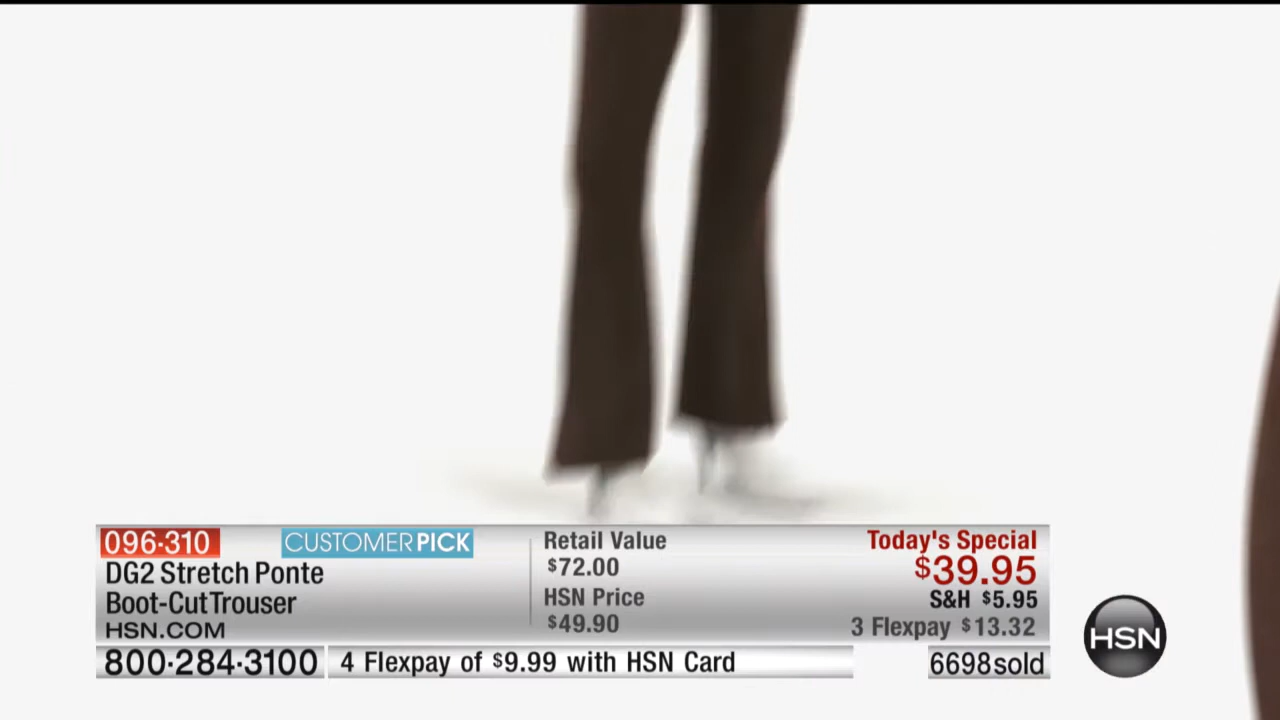 096-310 CUSTOMER PICK
DG2 Stretch Ponte
Boot-Cut Trouser
HSN.COM
800-284-3100
Retail Value
$72.00
HSN Price
$49.90
Today's Special
$39.95
S&H $5.95
3 Flexpay $13.32
4 Flexpay of $9.99 with HSN Card
6698 sold
HSN